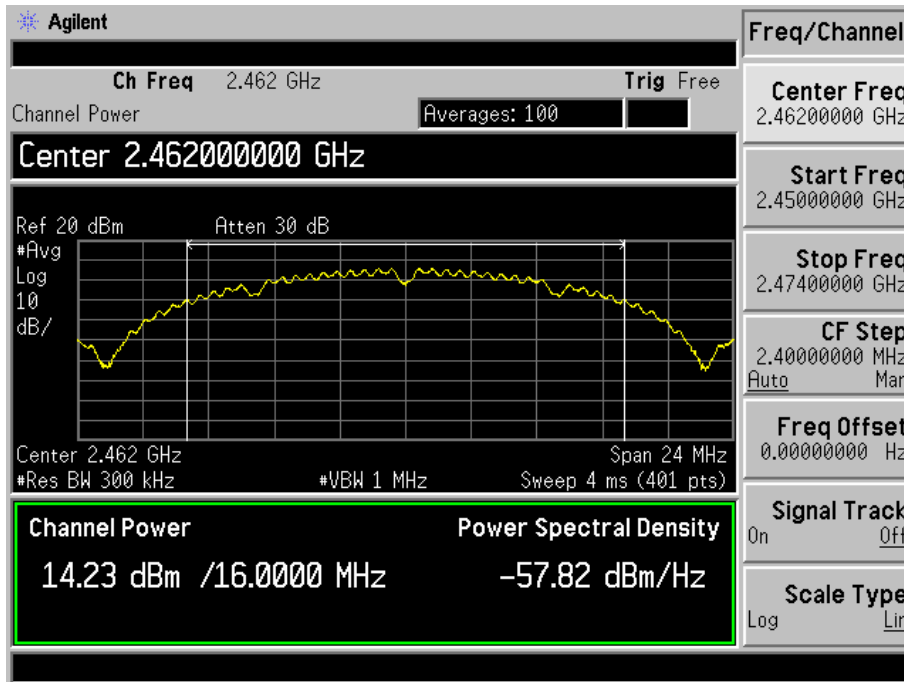 Agilent
Ch Freq 2.462 GHz Trig Free
Channel Power Averages: 100
Center 2.462000000 GHz
Ref 20 dBm Atten 30 dB
#Avg
Log
10
dB/
Center 2.462 GHz Span 24 MHz
#Res BW 300 kHz #VBW 1 MHz Sweep 4 ms (401 pts)
Channel Power Power Spectral Density
14.23 dBm /16.0000 MHz -57.82 dBm/Hz
Freq/Channel
Center Freq
2.46200000 GHz
Start Freq
2.45000000 GHz
Stop Freq
2.47400000 GHz
CF Step
2.40000000 MHz
Auto Man
Freq Offset
0.00000000 Hz
Signal Track
On Off
Scale Type
Log Lin